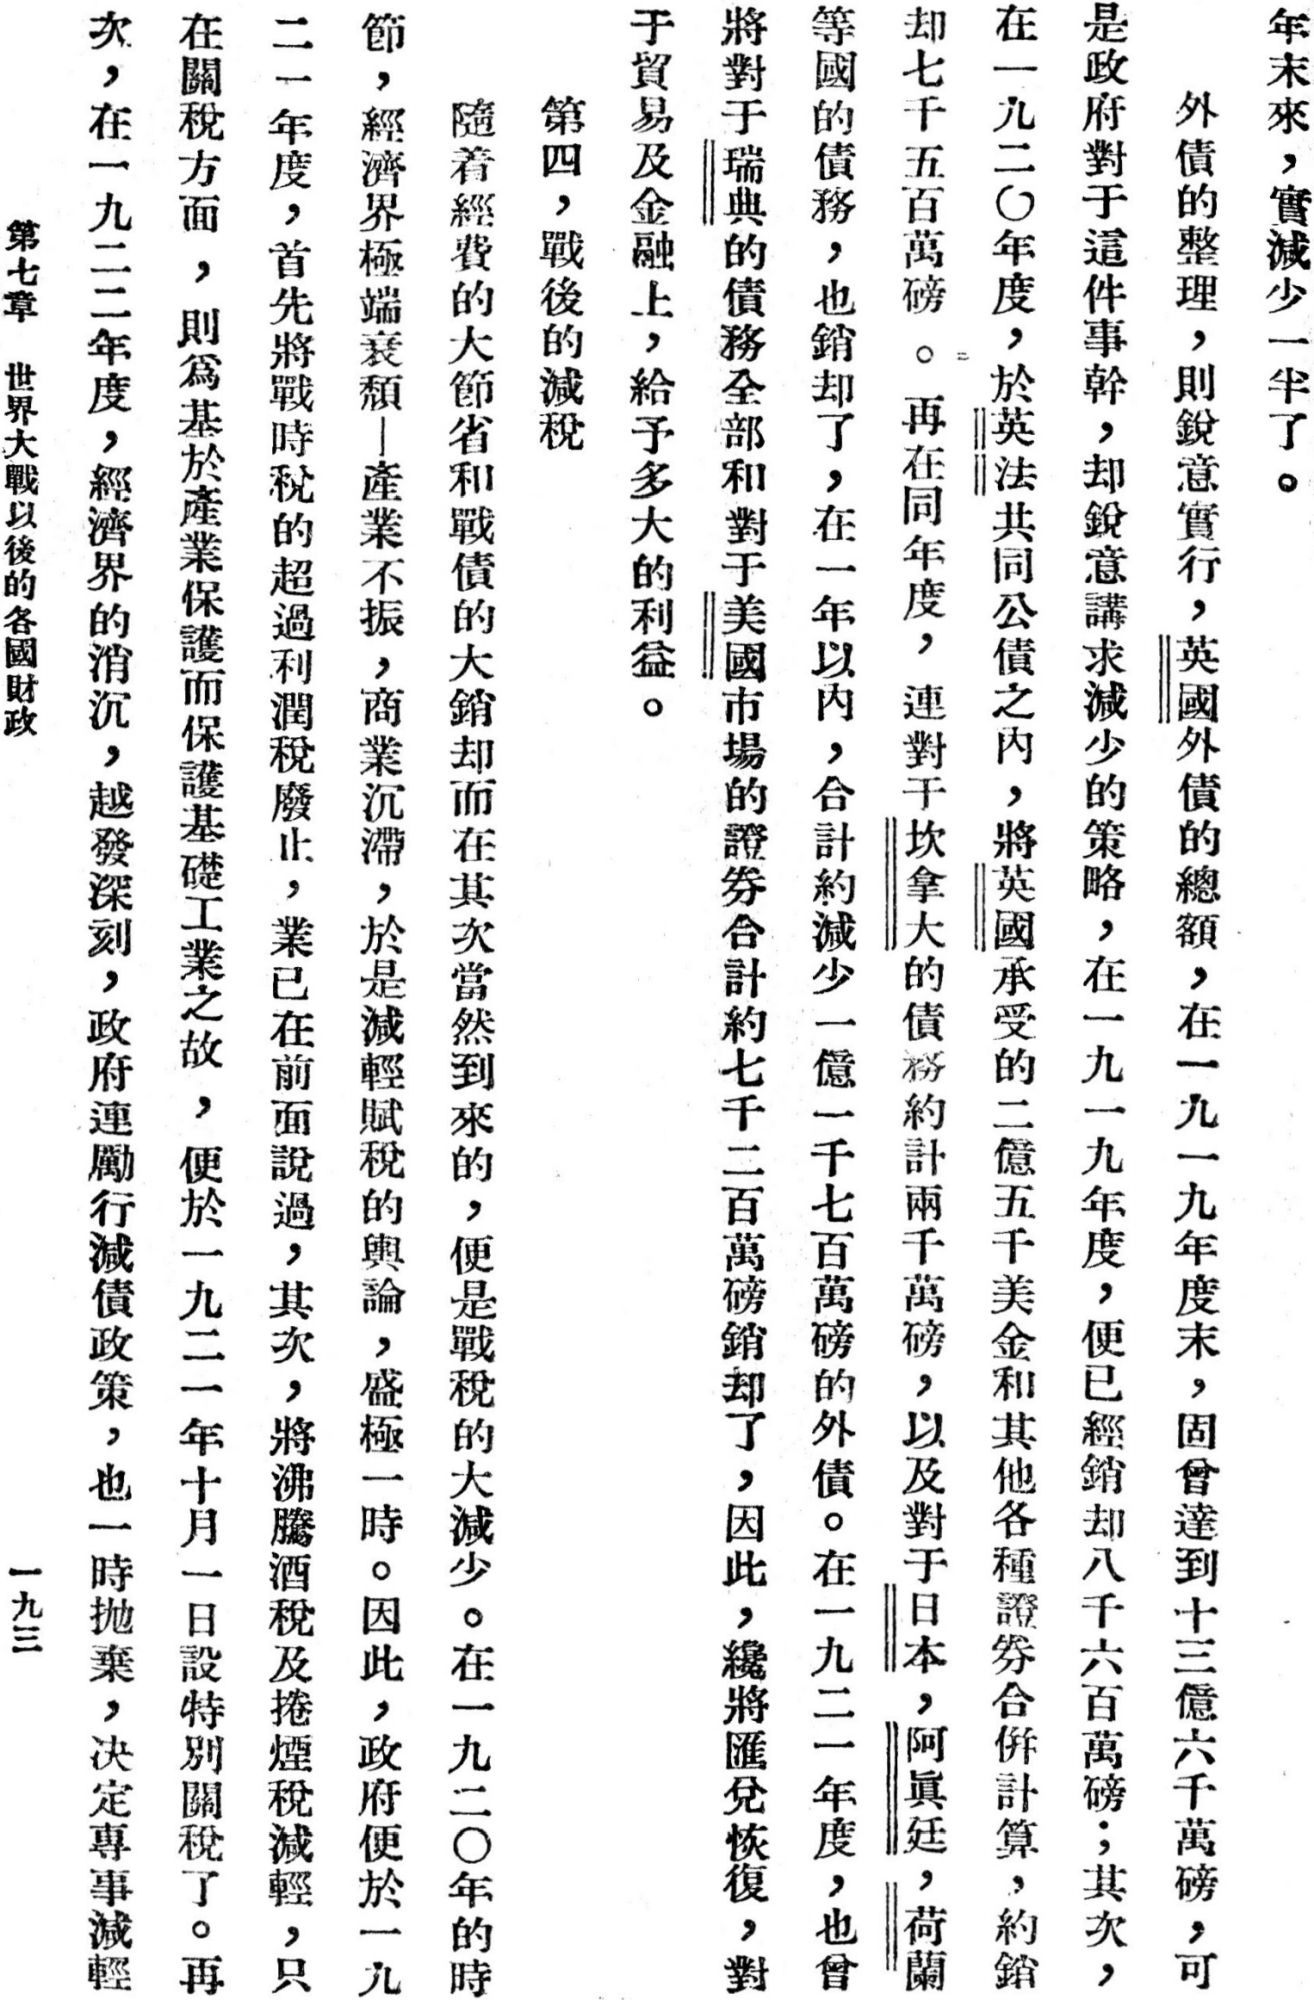 年末來，實減少一半了。
外債的整理，則銳意實行，英國外債的總額，在一九一九年度末，固曾達到十三億六千萬磅，可
是政府對于這件事幹，却銳意講求減少的策略，在一九一九年度，便已經銷却八千六百萬磅；其次，
在一九二〇年度，於英法共同公債之內，將英國承受的二億五千美金和其他各種證券合併計算，約銷
却七千五百萬磅。再在同年度，連對于坎拿大的債務約計兩千萬磅，以及對于日本，阿眞廷，荷蘭
等國的債務，也銷却了，在一年以內，合計約減少一億一千七百萬磅的外債。在一九二一年度，也曾
將對于瑞典的債務全部和對于美國市場的證券合計約七千二百萬磅銷却了，因此，纔將匯兌恢復，對
于貿易及金融上，給予多大的利益。
第四，戰後的減稅
隨着經費的大節省和戰債的大銷却而在其次當然到來的，便是戰稅的大減少。在一九二〇年的時
節，經濟界極端衰頹—產業不振，商業沉滯，於是減輕賦稅的輿論，盛極一時。因此，政府便於一九
二一年度，首先將戰時稅的超過利潤稅廢止，業已在前面說過，其次，將沸騰酒稅及捲煙稅減輕，只
在關稅方面，則爲基於產業保護而保護基礎工業之故，便於一九二一年十月一日設特別關稅了。再
次，在一九二二年度，經濟界的消沉，越發深刻，政府連勵行減債政策，也一時抛棄，决定專事減輕
第七章　世界大戰以後的各國財政
一九三